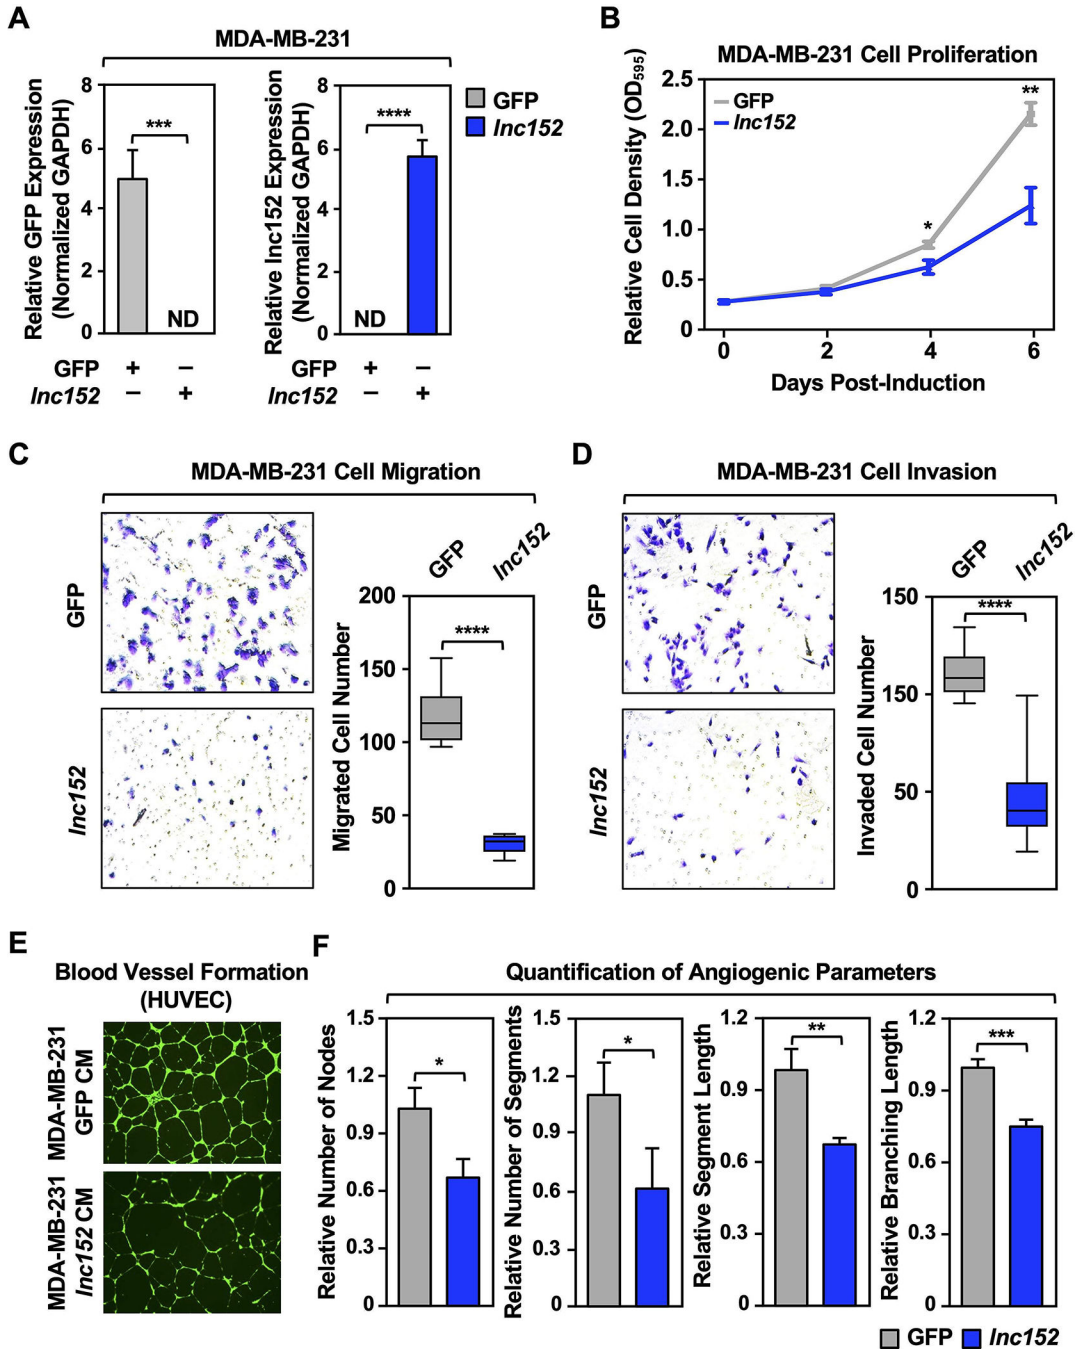 A
MDA-MB-231
Relative GFP Expression
(Normalized GAPDH)
8
6
4
2
0
***
ND
GFP + –
lnc152 – +
Relative lnc152 Expression
(Normalized GAPDH)
8
6
4
2
0
****
ND
GFP + –
lnc152 – +
GFP
lnc152
B
MDA-MB-231 Cell Proliferation
Relative Cell Density (OD595)
2.5
2.0
1.5
1.0
0.5
0
GFP
lnc152
*
**
0 2 4 6
Days Post-Induction
C
MDA-MB-231 Cell Migration
GFP
lnc152
GFP
lnc152
Migrated Cell Number
200
150
100
50
0
****
D
MDA-MB-231 Cell Invasion
GFP
lnc152
GFP
lnc152
Invaded Cell Number
150
150
50
0
****
E
Blood Vessel Formation
(HUVEC)
MDA-MB-231
GFP CM
MDA-MB-231
lnc152 CM
F
Quantification of Angiogenic Parameters
Relative Number of Nodes
1.5
1.2
0.9
0.6
0.3
0
*
Relative Number of Segments
1.5
1.2
0.9
0.6
0.3
0
*
Relative Segment Length
1.2
0.9
0.6
0.3
0
**
Relative Branching Length
1.2
0.9
0.6
0.3
0
***
GFP
lnc152